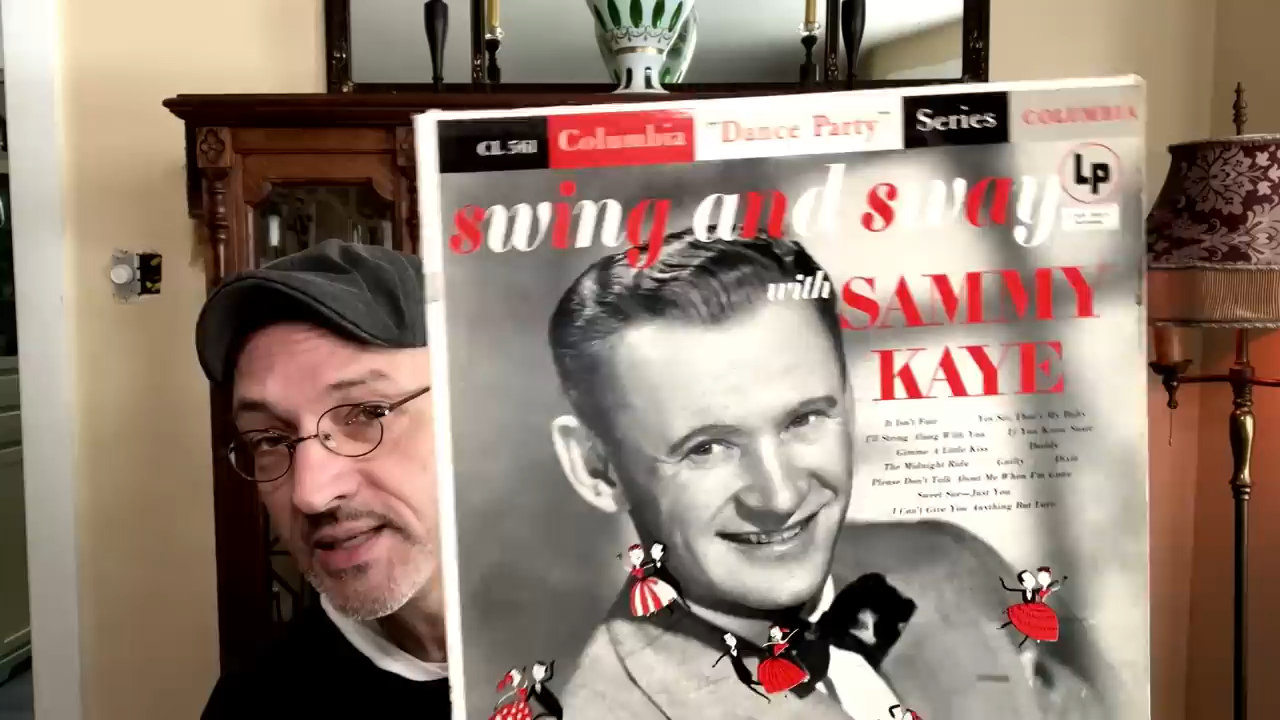 CL 561 Columbia "Dance Party" Series COLUMBIA
Lp
swing and sway
with SAMMY
KAYE
It Isn't Fair Yes Sir, That's My Baby
I'll String Along With You If You Knew Susie
Gimme A Little Kiss Daddy
The Midnight Ride Guilty Dixie
Please Don't Talk About Me When I'm Gone
Sweet Sue—Just You
I Can't Give You Anything But Love